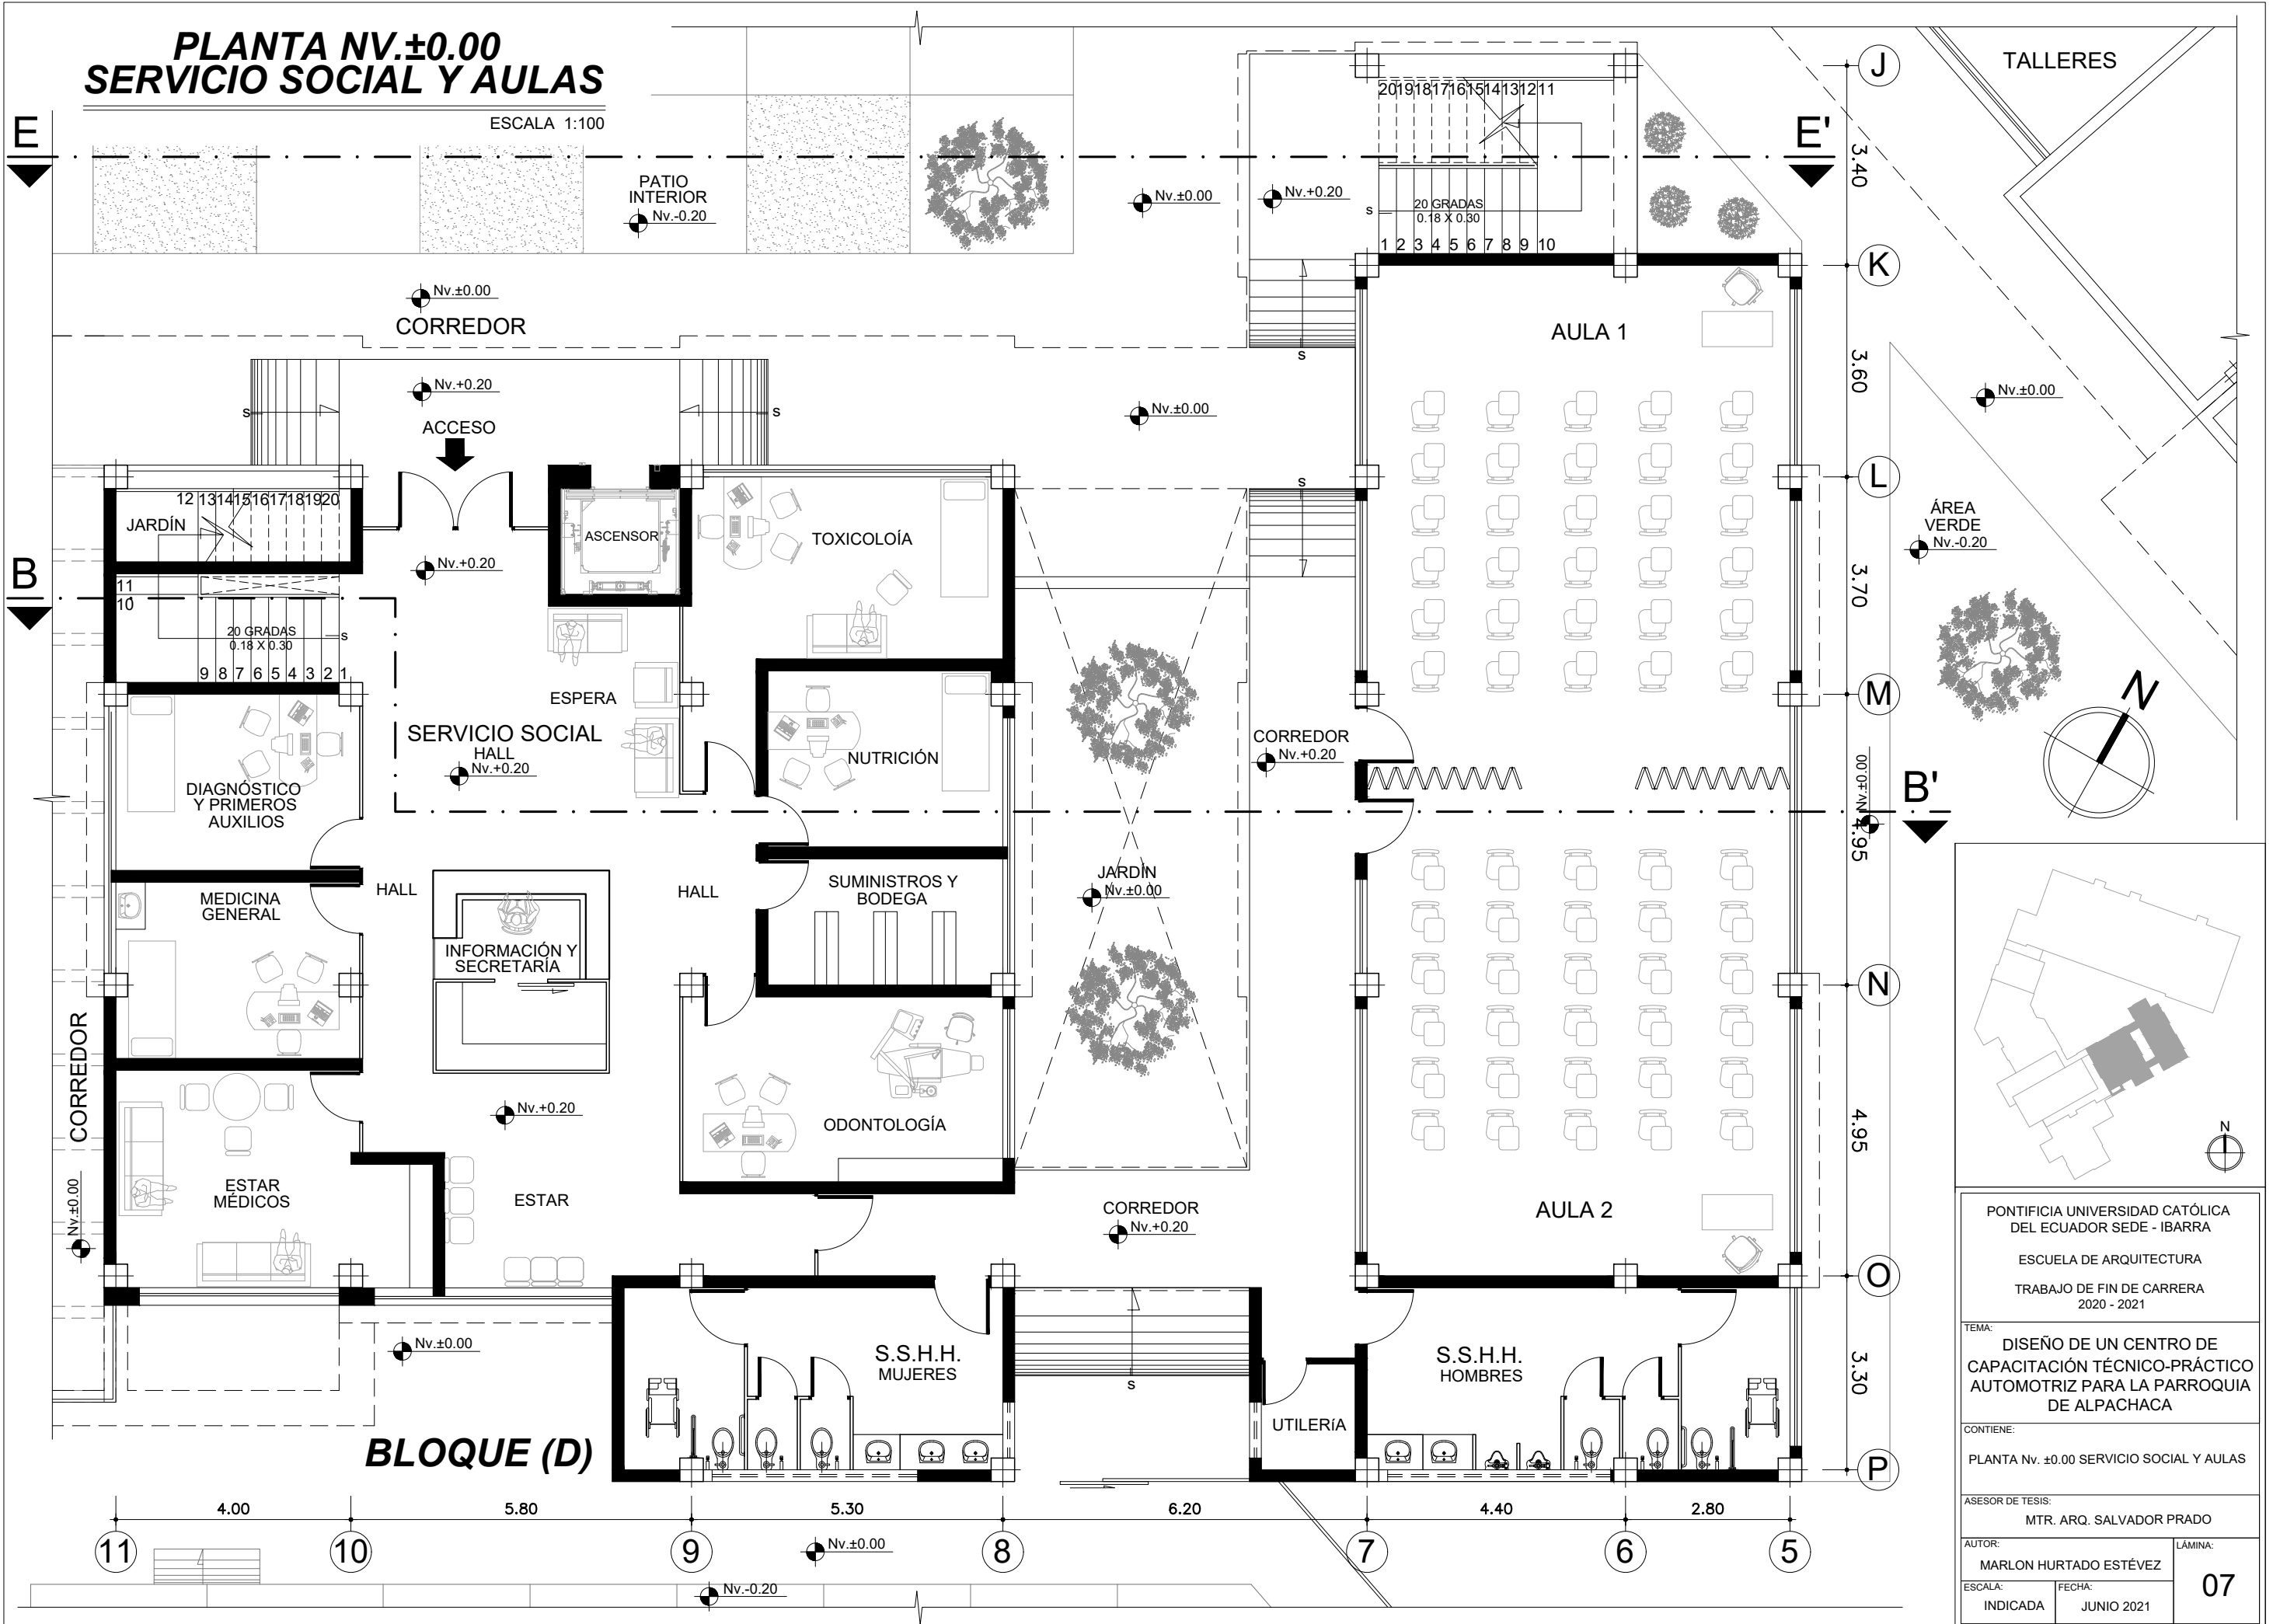 PLANTA NV.±0.00
SERVICIO SOCIAL Y AULAS
ESCALA 1:100
E
E'
PATIO
INTERIOR
Nv.-0.20
Nv.±0.00
Nv.+0.20
20 19 18 17 16 15 14 13 12 11
20 GRADAS
0.18 X 0.30
S
1 2 3 4 5 6 7 8 9 10
TALLERES
J
3.40
K
3.60
L
3.70
M
4.95
N
4.95
O
3.30
P
Nv.±0.00
CORREDOR
Nv.+0.20
S
S
ACCESO
Nv.±0.00
S
S
AULA 1
Nv.±0.00
ÁREA
VERDE
Nv.-0.20
N
12 13 14 15 16 17 18 19 20
JARDÍN
11
10
20 GRADAS
0.18 X 0.30
S
9 8 7 6 5 4 3 2 1
B
Nv.+0.20
ASCENSOR
TOXICOLOÍA
ESPERA
SERVICIO SOCIAL
HALL
Nv.+0.20
NUTRICIÓN
CORREDOR
Nv.+0.20
Nv.±0.00
B'
DIAGNÓSTICO
Y PRIMEROS
AUXILIOS
MEDICINA
GENERAL
HALL
HALL
SUMINISTROS Y
BODEGA
JARDÍN
Nv.±0.00
INFORMACIÓN Y
SECRETARÍA
CORREDOR
Nv.±0.00
Nv.+0.20
ODONTOLOGÍA
ESTAR
MÉDICOS
ESTAR
CORREDOR
Nv.+0.20
AULA 2
Nv.±0.00
S.S.H.H.
MUJERES
S
UTILERíA
S.S.H.H.
HOMBRES
BLOQUE (D)
4.00
5.80
5.30
6.20
4.40
2.80
11
10
9
8
7
6
5
Nv.±0.00
Nv.-0.20
N
PONTIFICIA UNIVERSIDAD CATÓLICA
DEL ECUADOR SEDE - IBARRA
ESCUELA DE ARQUITECTURA
TRABAJO DE FIN DE CARRERA
2020 - 2021
TEMA:
DISEÑO DE UN CENTRO DE
CAPACITACIÓN TÉCNICO-PRÁCTICO
AUTOMOTRIZ PARA LA PARROQUIA
DE ALPACHACA
CONTIENE:
PLANTA Nv. ±0.00 SERVICIO SOCIAL Y AULAS
ASESOR DE TESIS:
MTR. ARQ. SALVADOR PRADO
AUTOR:
MARLON HURTADO ESTÉVEZ
LÁMINA:
07
ESCALA:
INDICADA
FECHA:
JUNIO 2021